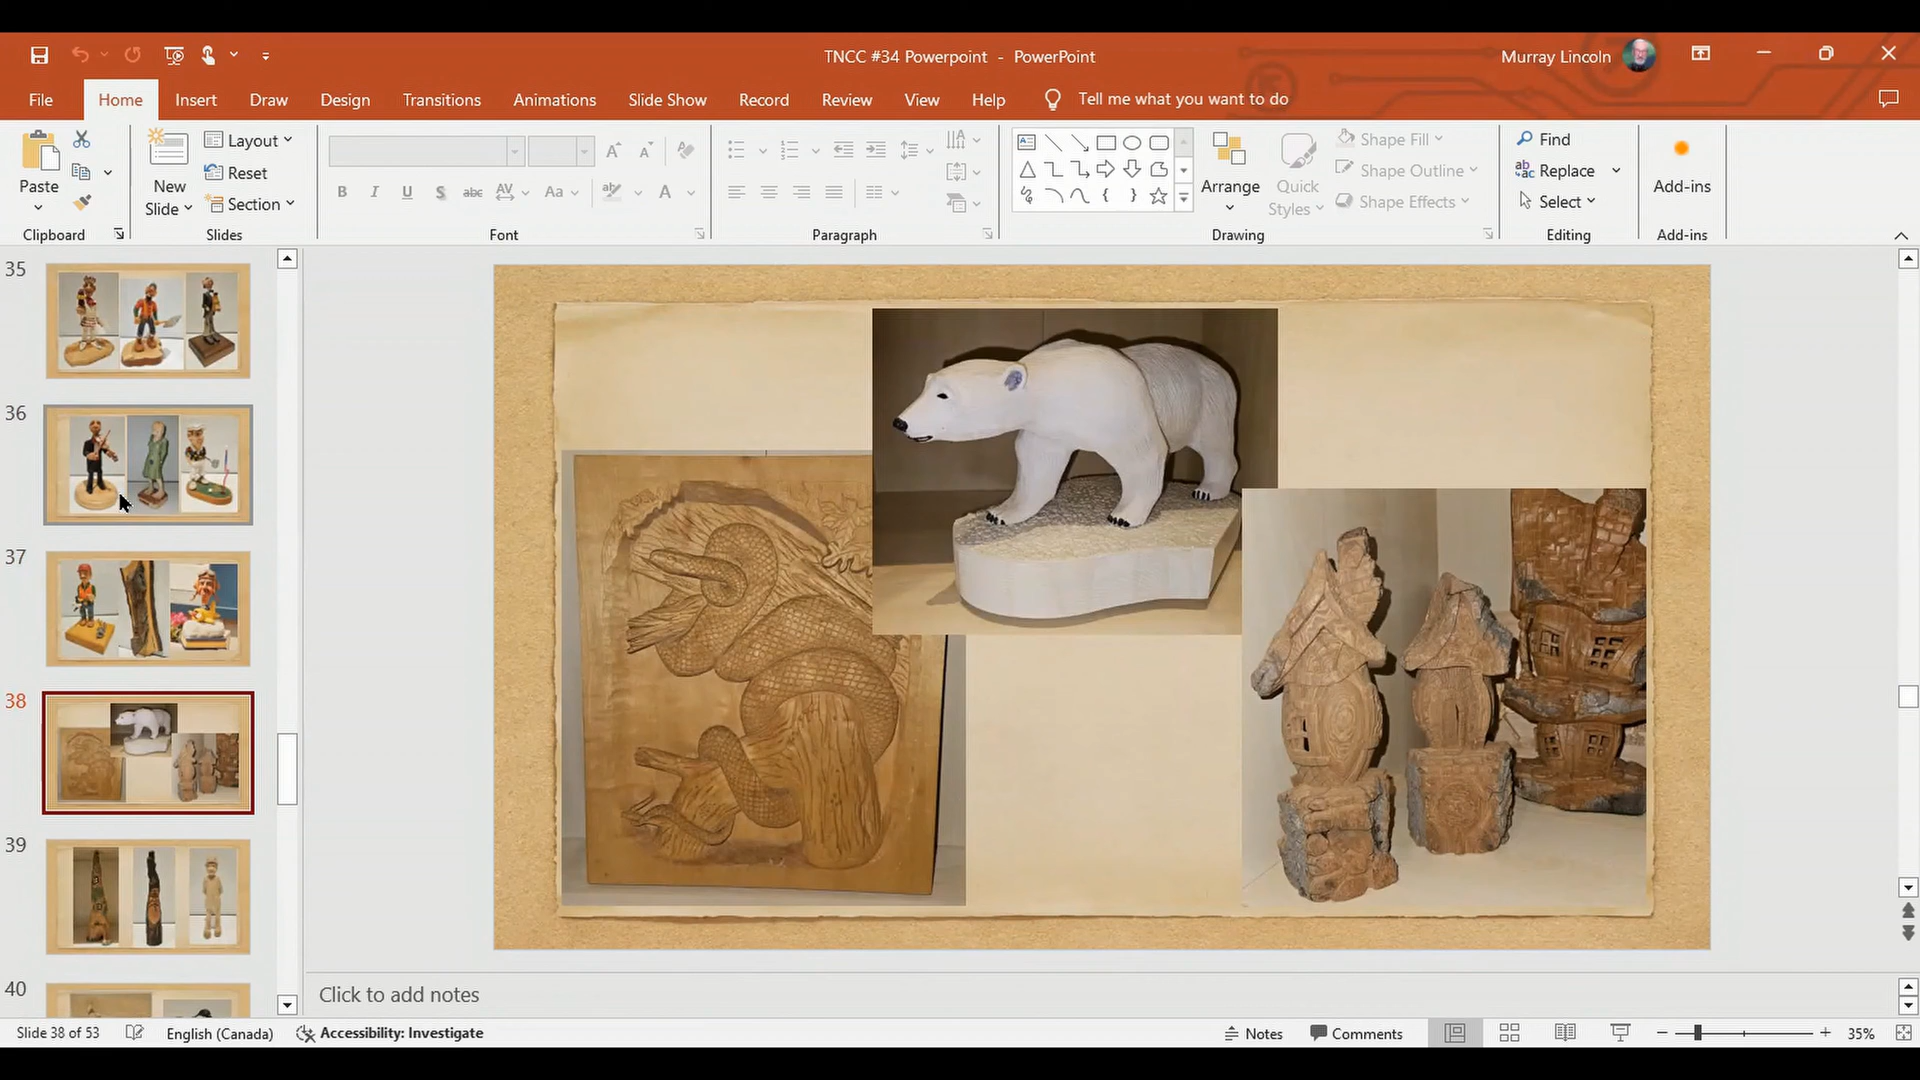 TNCC #34 Powerpoint - PowerPoint
Murray Lincoln
File Home Insert Draw Design Transitions Animations Slide Show Record Review View Help Tell me what you want to do
Paste
New Slide
Layout
Reset
Section
Shape Fill
Shape Outline
Shape Effects
Arrange
Quick Styles
Find
Replace
Select
Add-ins
Clipboard Slides Font Paragraph Drawing Editing Add-ins
35
36
37
38
39
40
Click to add notes
Slide 38 of 53 English (Canada) Accessibility: Investigate Notes Comments 35%